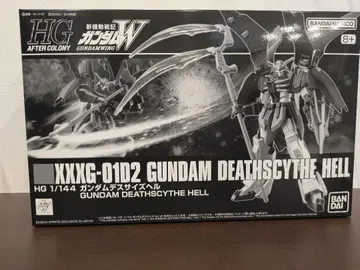 HG
AFTER COLONY
新機動戦記
ガンダムW
GUNDAM WING
BANDAI NAMCO
8+
XXXG-01D2 GUNDAM DEATHSCYTHE HELL
HG 1/144 ガンダムデスサイズヘル
GUNDAM DEATHSCYTHE HELL
BAN
DAI